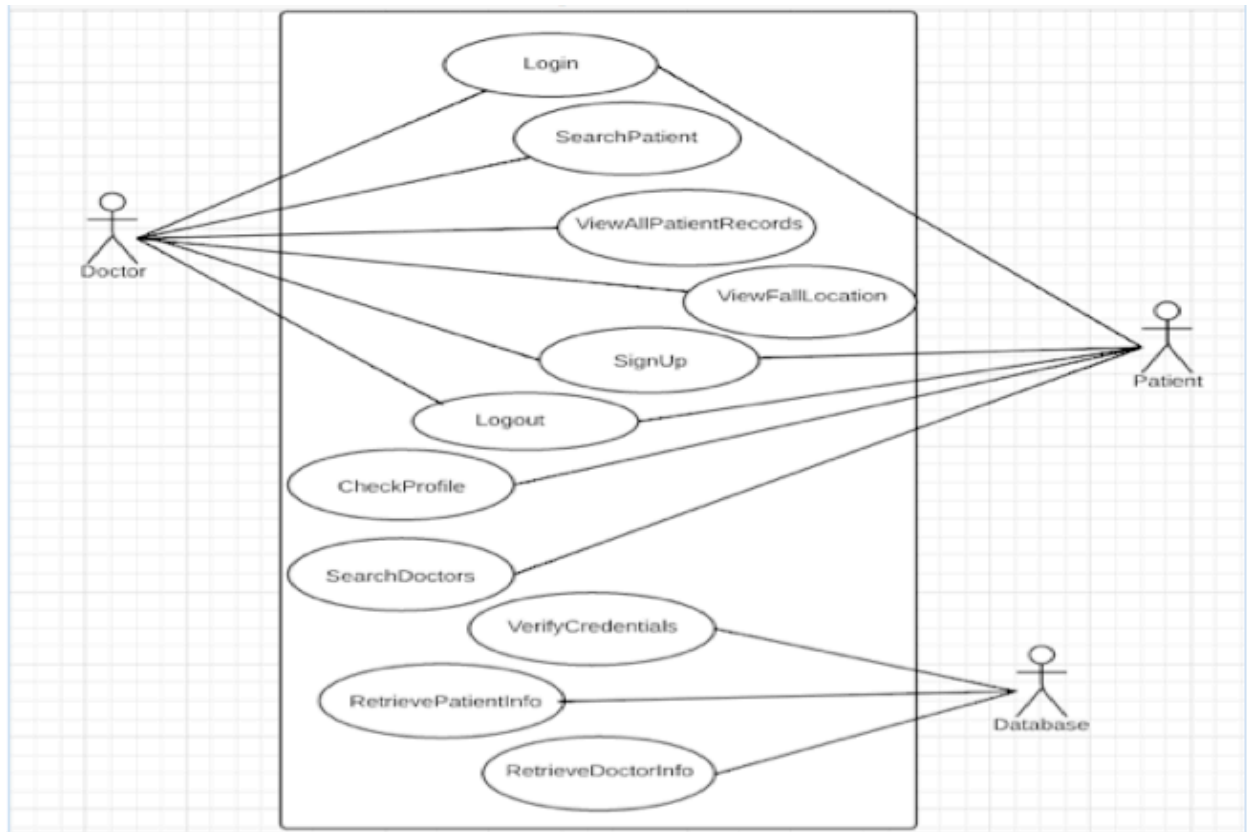 Login
SearchPatient
ViewAllPatientRecords
Doctor
ViewFallLocation
SignUp
Patient
Logout
CheckProfile
SearchDoctors
VerifyCredentials
RetrievePatientInfo
Database
RetrieveDoctorInfo